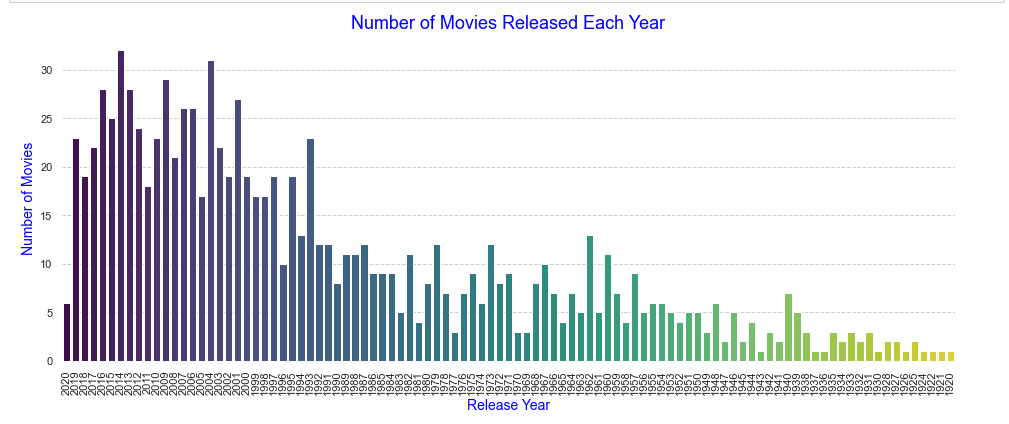 Number of Movies Released Each Year
Number of Movies
30
25
20
15
10
5
0
2020 2019 2018 2017 2016 2015 2014 2013 2012 2011 2010 2009 2008 2007 2006 2005 2004 2003 2002 2001 2000 1999 1998 1997 1996 1995 1994 1993 1992 1991 1990 1989 1988 1987 1986 1985 1984 1983 1982 1981 1980 1979 1978 1977 1976 1975 1974 1973 1972 1971 1970 1969 1968 1967 1966 1965 1964 1963 1962 1961 1960 1959 1958 1957 1956 1955 1954 1953 1952 1951 1950 1949 1948 1947 1946 1945 1944 1943 1942 1941 1940 1939 1938 1937 1936 1935 1934 1933 1932 1931 1930 1928 1927 1926 1925 1924 1922 1921 1920
Release Year